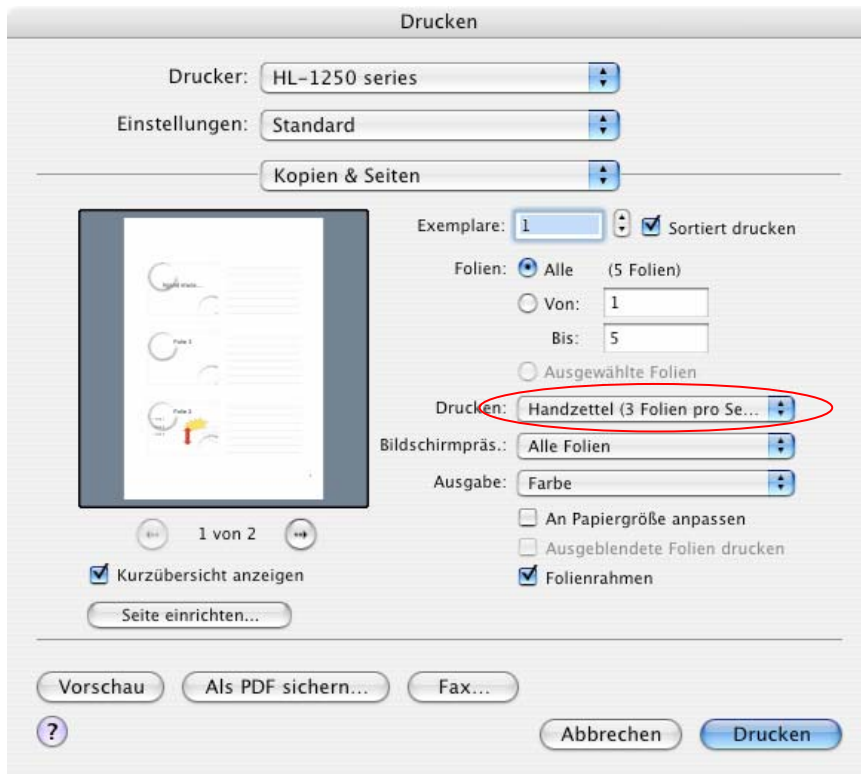 Drucken
Drucker: HL-1250 series
Einstellungen: Standard
Kopien & Seiten
Exemplare: 1 Sortiert drucken
Folien: Alle (5 Folien)
Von: 1
Bis: 5
Ausgewählte Folien
Drucken: Handzettel (3 Folien pro Se...
Bildschirmpräs.: Alle Folien
Ausgabe: Farbe
An Papiergröße anpassen
Ausgeblendete Folien drucken
Folienrahmen
Folie 2
1 von 2
Kurzübersicht anzeigen
Seite einrichten...
Vorschau Als PDF sichern... Fax...
? Abbrechen Drucken